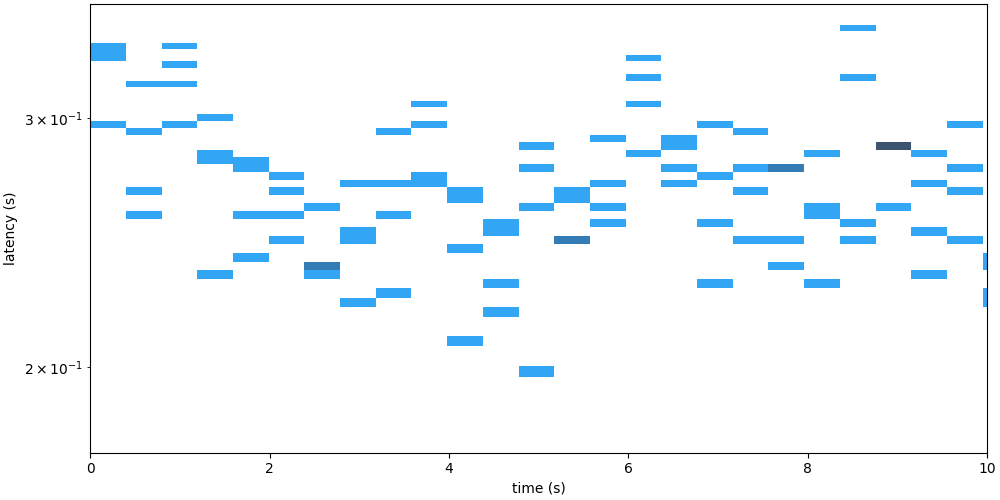 3 × 10⁻¹
2 × 10⁻¹
latency (s)
0 2 4 6 8 10
time (s)